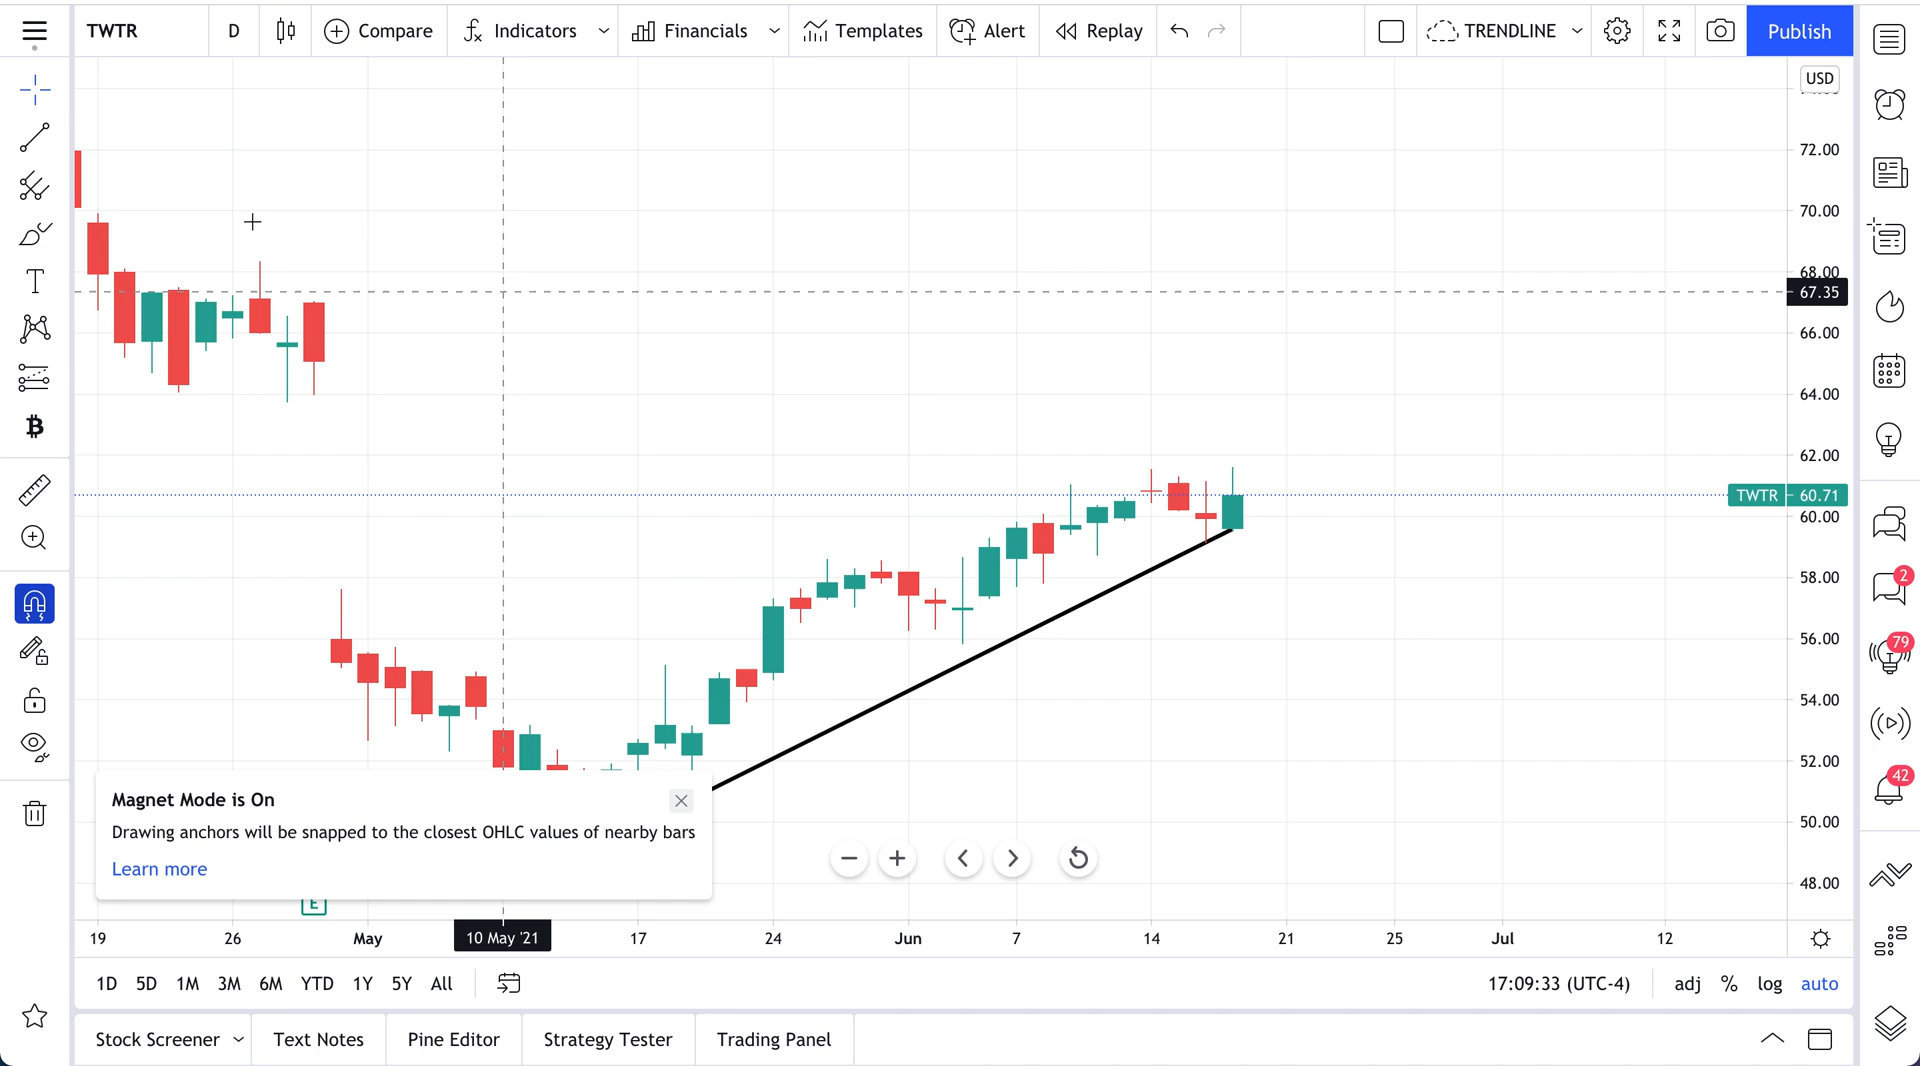 TWTR D Compare Indicators Financials Templates Alert Replay TRENDLINE Publish
USD
72.00
70.00
68.00
67.35
66.00
64.00
62.00
TWTR 60.71
60.00
58.00
56.00
54.00
52.00
50.00
48.00
2
79
42
Magnet Mode is On
Drawing anchors will be snapped to the closest OHLC values of nearby bars
Learn more
E
19 26 May 10 May '21 17 24 Jun 7 14 21 25 Jul 12
1D 5D 1M 3M 6M YTD 1Y 5Y All 17:09:33 (UTC-4) adj % log auto
Stock Screener Text Notes Pine Editor Strategy Tester Trading Panel